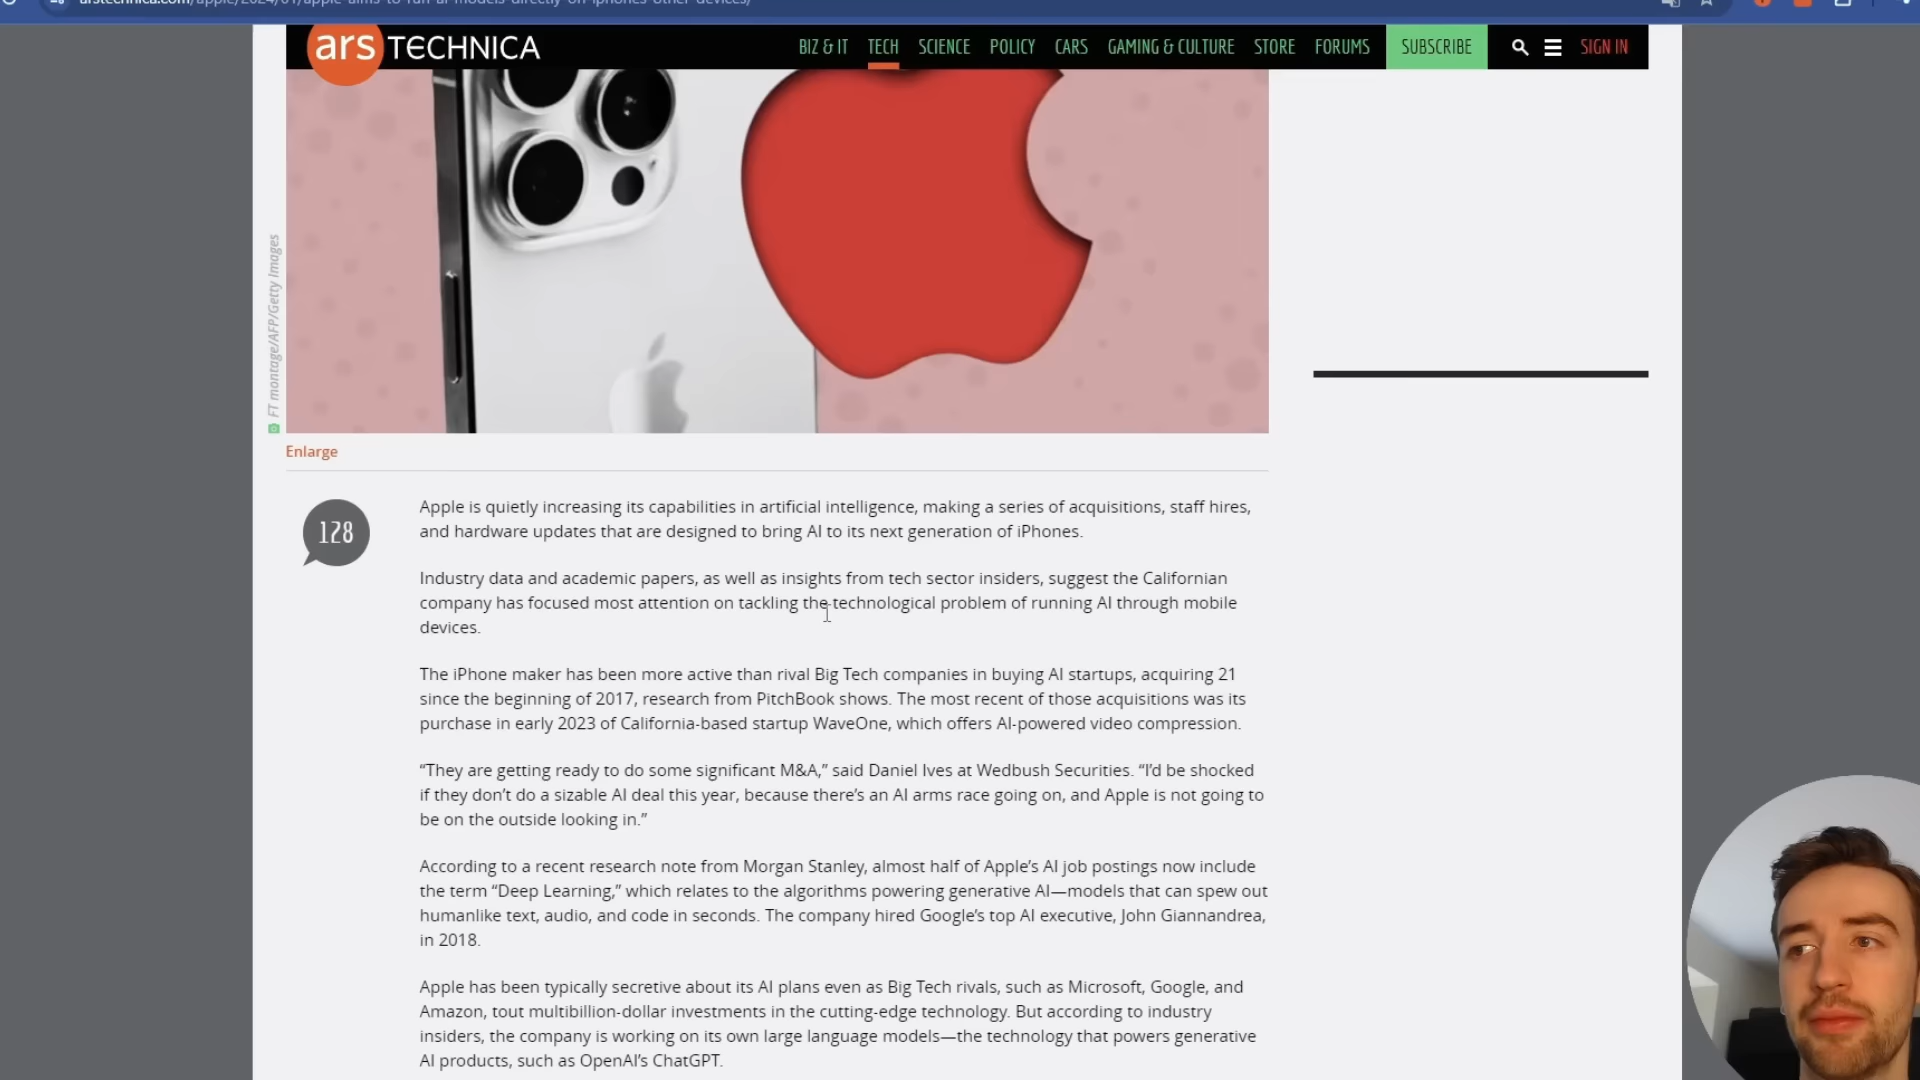 arstechnica.com/apple/2024/01/apple-aims-to-run-ai-models-directly-on-iphones-other-devices/
ars TECHNICA
BIZ & IT
TECH
SCIENCE
POLICY
CARS
GAMING & CULTURE
STORE
FORUMS
SUBSCRIBE
SIGN IN
FT montage/AFP/Getty Images
Enlarge
128
Apple is quietly increasing its capabilities in artificial intelligence, making a series of acquisitions, staff hires,
and hardware updates that are designed to bring AI to its next generation of iPhones.
Industry data and academic papers, as well as insights from tech sector insiders, suggest the Californian
company has focused most attention on tackling the technological problem of running AI through mobile
devices.
The iPhone maker has been more active than rival Big Tech companies in buying AI startups, acquiring 21
since the beginning of 2017, research from PitchBook shows. The most recent of those acquisitions was its
purchase in early 2023 of California-based startup WaveOne, which offers AI-powered video compression.
“They are getting ready to do some significant M&A,” said Daniel Ives at Wedbush Securities. “I’d be shocked
if they don’t do a sizable AI deal this year, because there’s an AI arms race going on, and Apple is not going to
be on the outside looking in.”
According to a recent research note from Morgan Stanley, almost half of Apple’s AI job postings now include
the term “Deep Learning,” which relates to the algorithms powering generative AI—models that can spew out
humanlike text, audio, and code in seconds. The company hired Google’s top AI executive, John Giannandrea,
in 2018.
Apple has been typically secretive about its AI plans even as Big Tech rivals, such as Microsoft, Google, and
Amazon, tout multibillion-dollar investments in the cutting-edge technology. But according to industry
insiders, the company is working on its own large language models—the technology that powers generative
AI products, such as OpenAI’s ChatGPT.